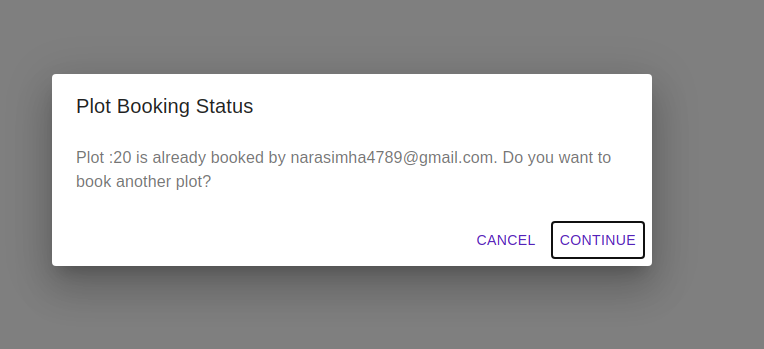 Plot Booking Status
Plot :20 is already booked by narasimha4789@gmail.com. Do you want to
book another plot?
CANCEL CONTINUE